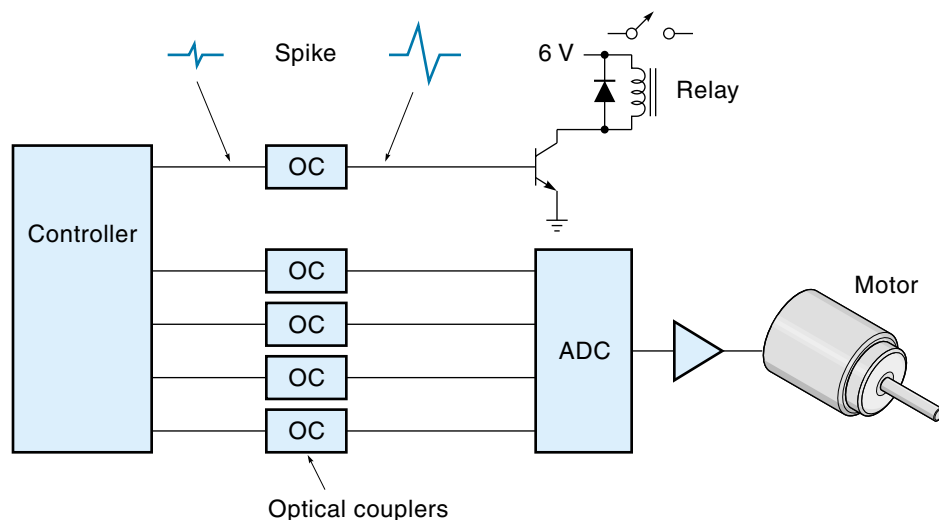 Spike
6 V
Relay
OC
Controller
OC
OC
OC
OC
ADC
Motor
Optical couplers